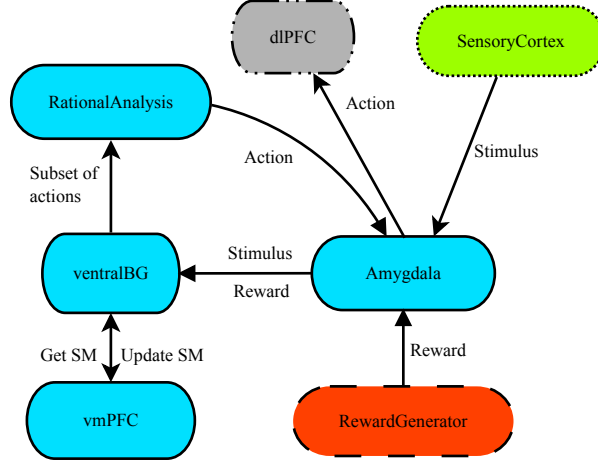 dlPFC
SensoryCortex
RationalAnalysis
Action
Action
Stimulus
Subset of
actions
Stimulus
ventralBG
Amygdala
Reward
Get SM
Update SM
Reward
vmPFC
RewardGenerator